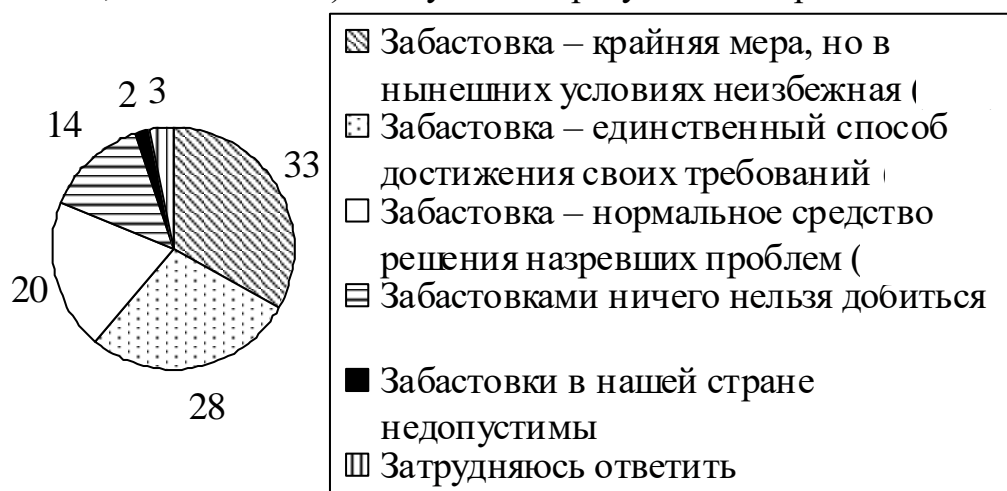 Забастовка – крайняя мера, но в
нынешних условиях неизбежная (
Забастовка – единственный способ
достижения своих требований (
Забастовка – нормальное средство
решения назревших проблем (
Забастовками ничего нельзя добиться
Забастовки в нашей стране
недопустимы
Затрудняюсь ответить
2 3
14
33
20
28